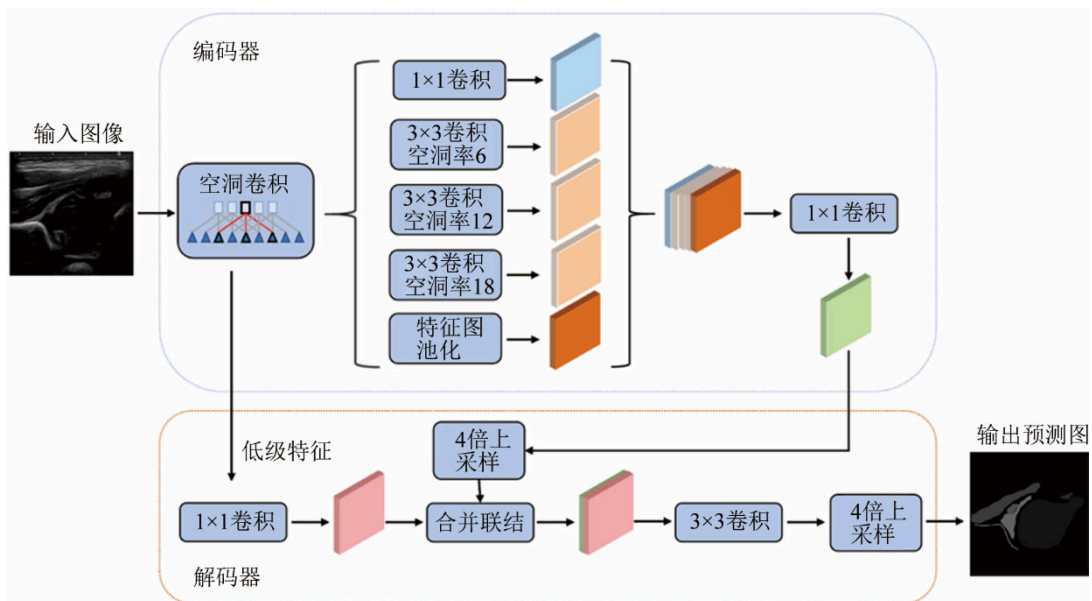 编码器
输入图像
空洞卷积
1×1卷积
3×3卷积
空洞率6
3×3卷积
空洞率12
3×3卷积
空洞率18
特征图
池化
1×1卷积
低级特征
4倍上
采样
输出预测图
1×1卷积
合并联结
3×3卷积
4倍上
采样
解码器